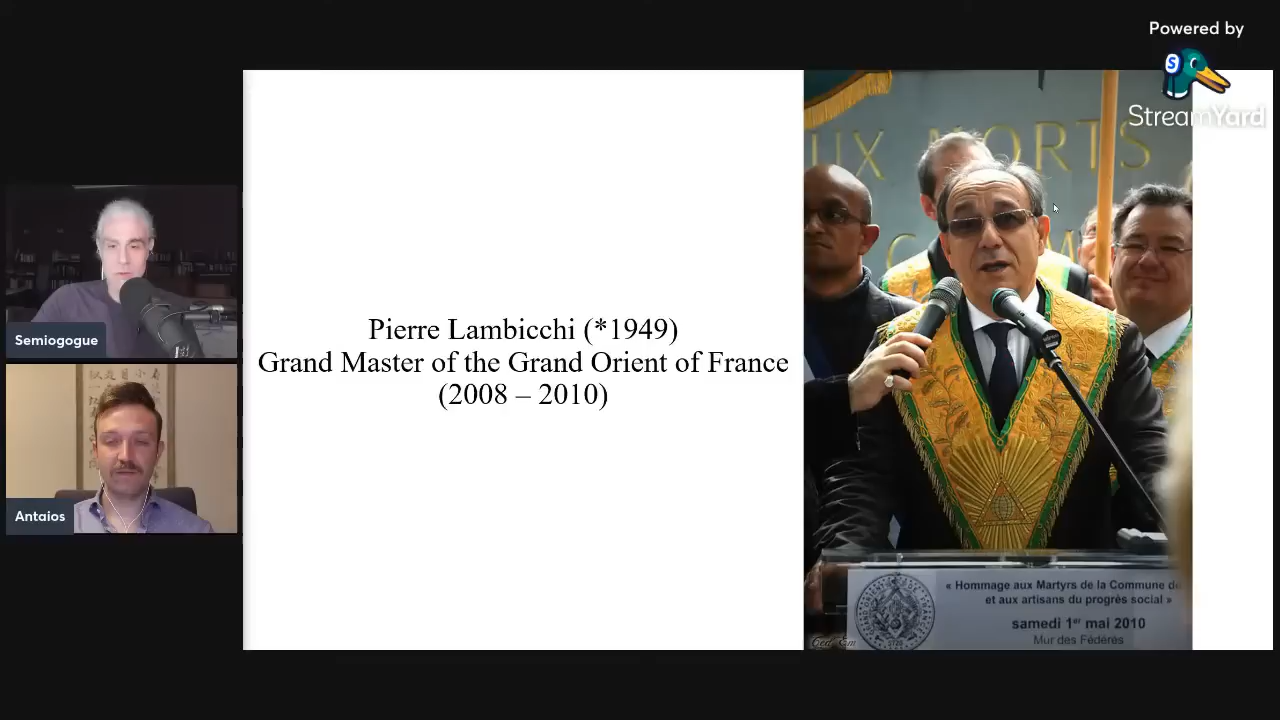 Powered by
StreamYard
Semiogogue
Antaios
Pierre Lambicchi (*1949)
Grand Master of the Grand Orient of France
(2008 – 2010)
UX MORTS
« Hommage aux Martyrs de la Commune de
et aux artisans du progrès social »
samedi 1er mai 2010
Mur des Fédérés